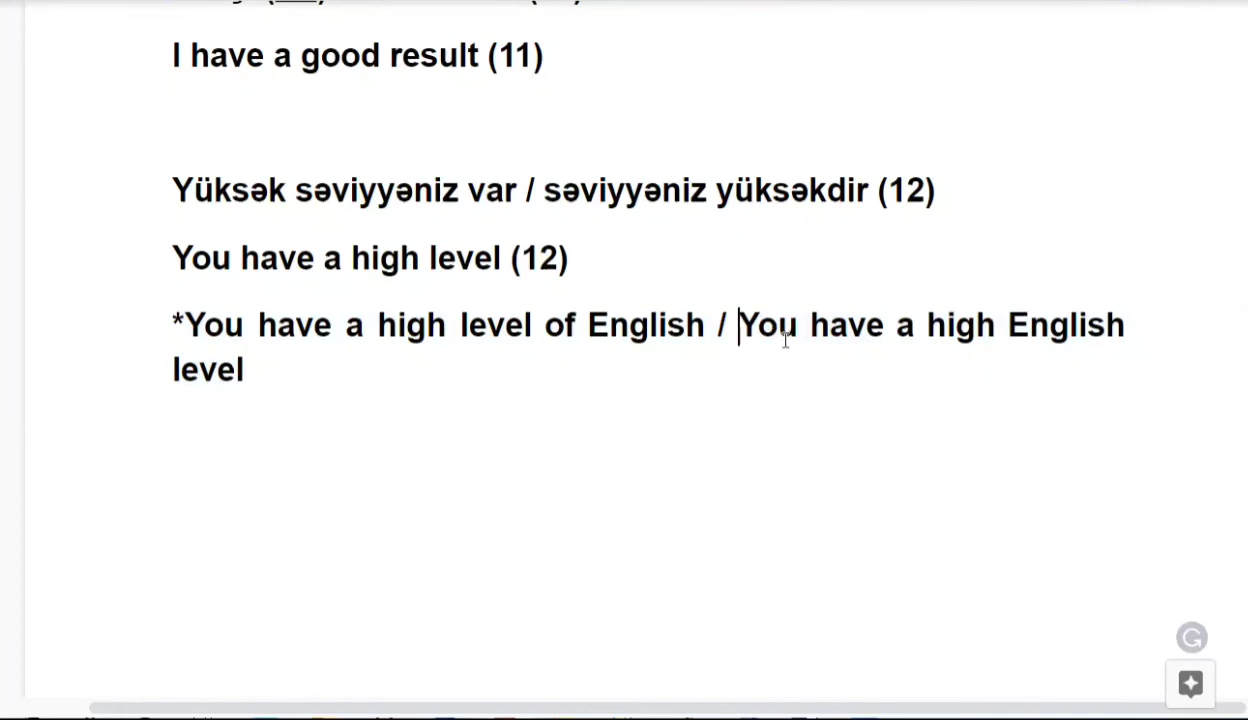 I have a good result (11)
Yüksək səviyyəniz var / səviyyəniz yüksəkdir (12)
You have a high level (12)
*You have a high level of English / You have a high English
level